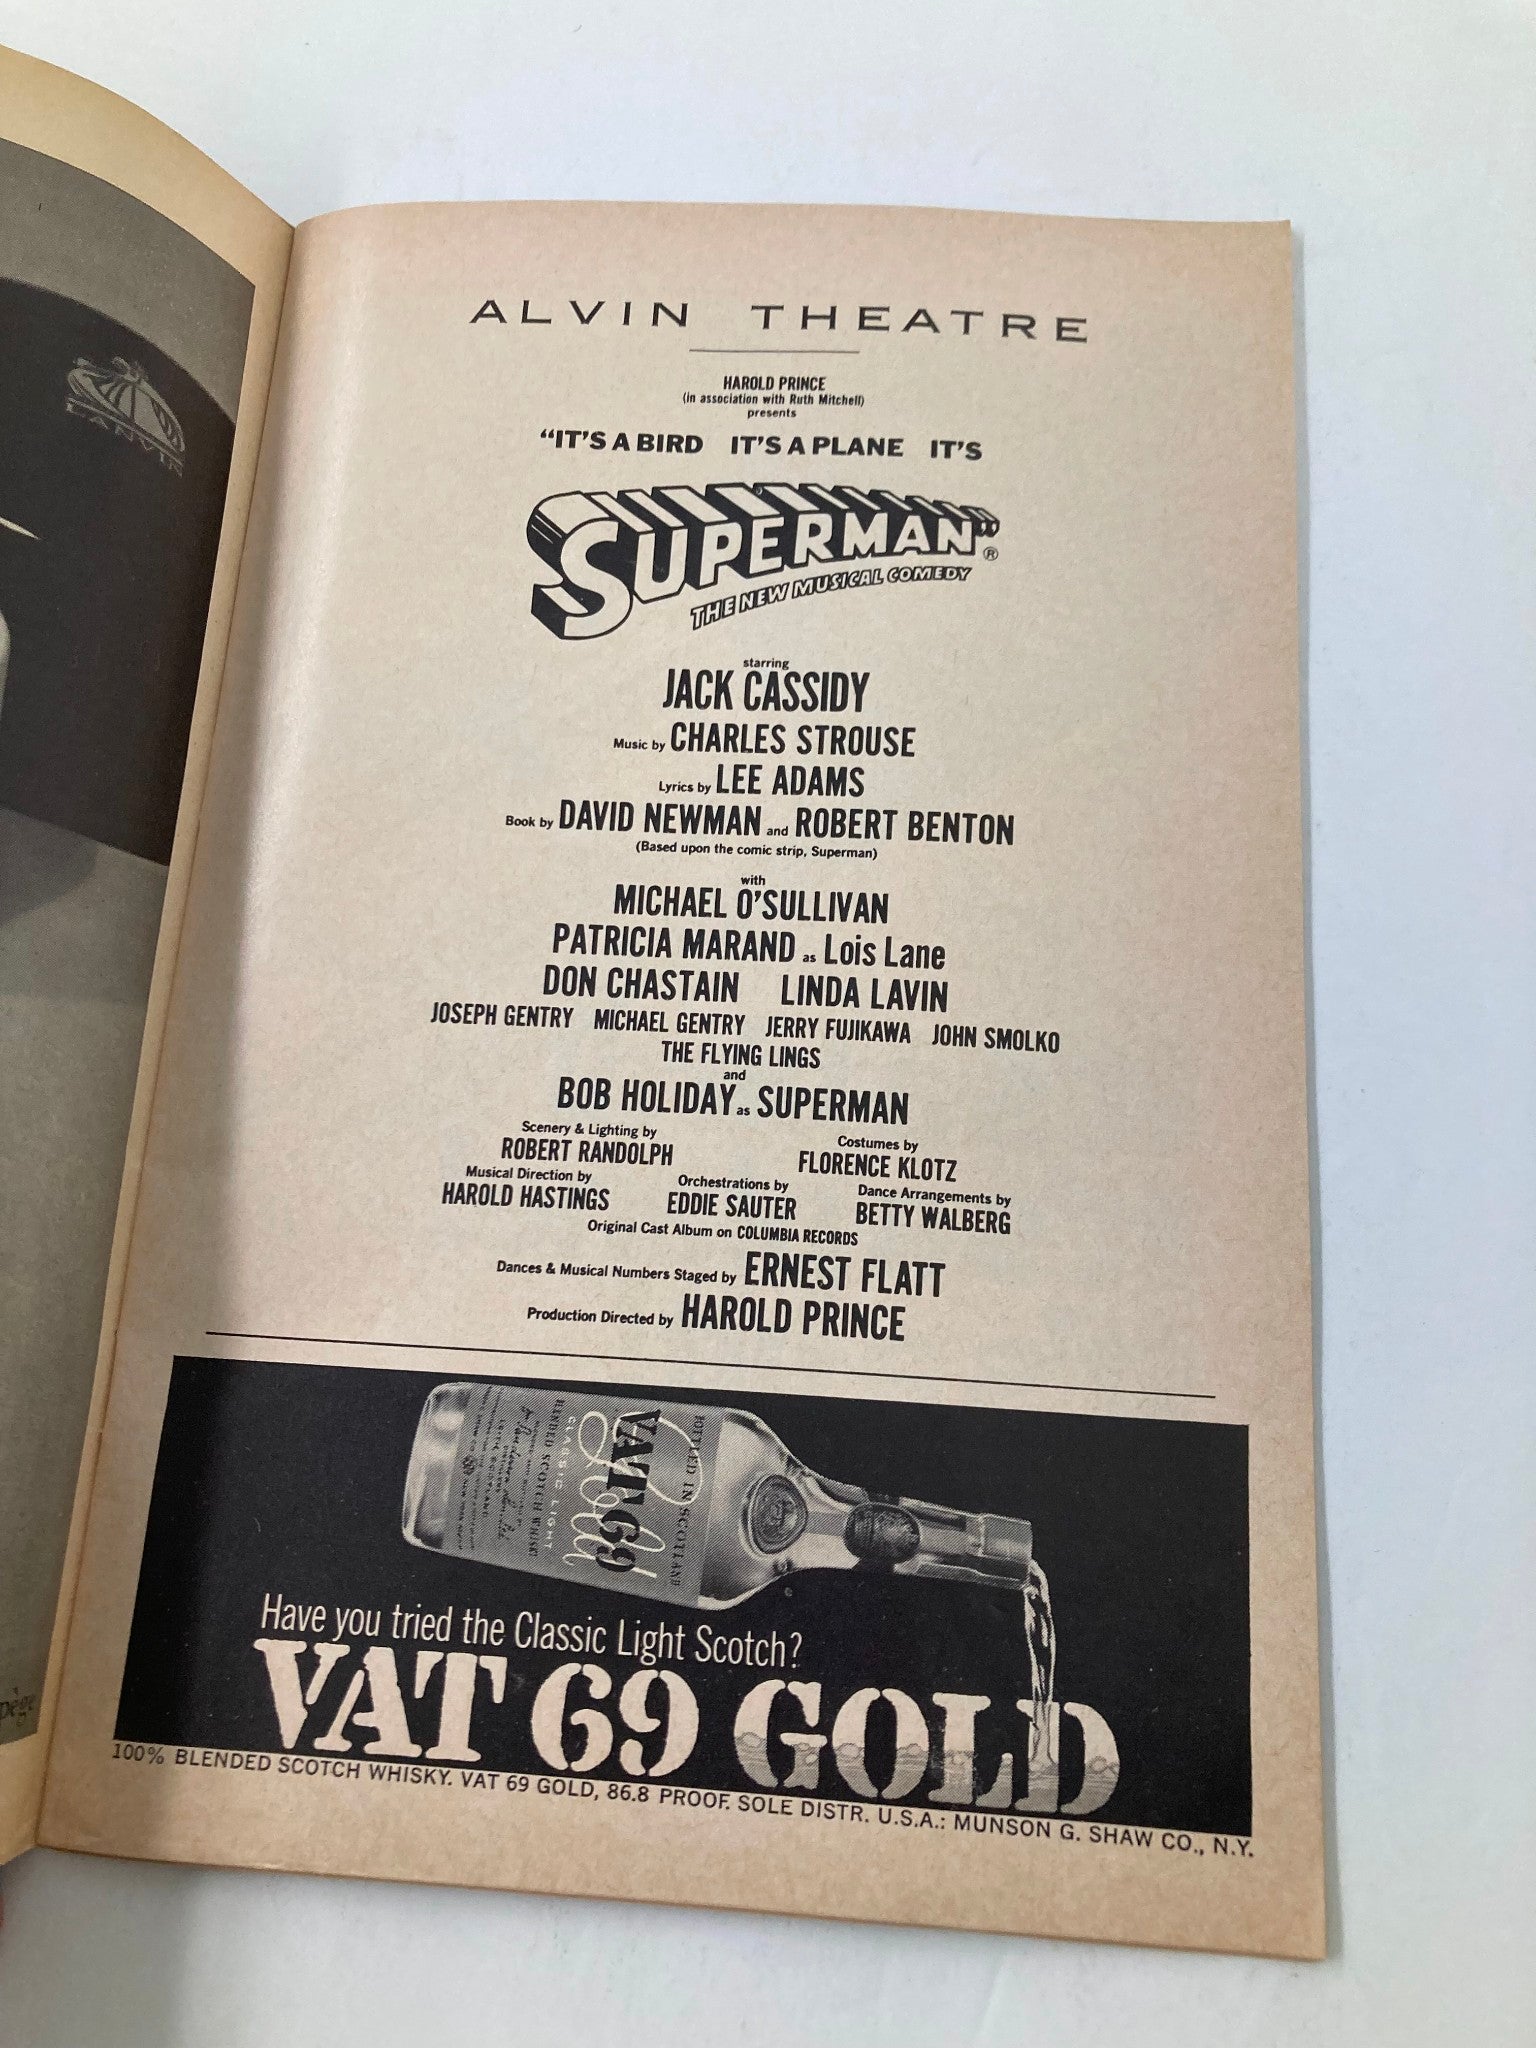 LANVIN
ALVIN THEATRE
HAROLD PRINCE
(in association with Ruth Mitchell)
presents
"IT'S A BIRD IT'S A PLANE IT'S
SUPERMAN"®
THE NEW MUSICAL COMEDY
starring
JACK CASSIDY
Music by CHARLES STROUSE
Lyrics by LEE ADAMS
Book by DAVID NEWMAN and ROBERT BENTON
(Based upon the comic strip, Superman)
with
MICHAEL O'SULLIVAN
PATRICIA MARAND as Lois Lane
DON CHASTAIN LINDA LAVIN
JOSEPH GENTRY MICHAEL GENTRY JERRY FUJIKAWA JOHN SMOLKO
THE FLYING LINGS
and
BOB HOLIDAY as SUPERMAN
Scenery & Lighting by Costumes by
ROBERT RANDOLPH FLORENCE KLOTZ
Musical Direction by Orchestrations by Dance Arrangements by
HAROLD HASTINGS EDDIE SAUTER BETTY WALBERG
Original Cast Album on COLUMBIA RECORDS
Dances & Musical Numbers Staged by ERNEST FLATT
Production Directed by HAROLD PRINCE
BOTTLED IN SCOTLAND
VAT 69
Gold
CLASSIC LIGHT
BLENDED SCOTCH WHISKY
Have you tried the Classic Light Scotch?
VAT 69 GOLD
100% BLENDED SCOTCH WHISKY. VAT 69 GOLD, 86.8 PROOF. SOLE DISTR. U.S.A.: MUNSON G. SHAW CO., N.Y.